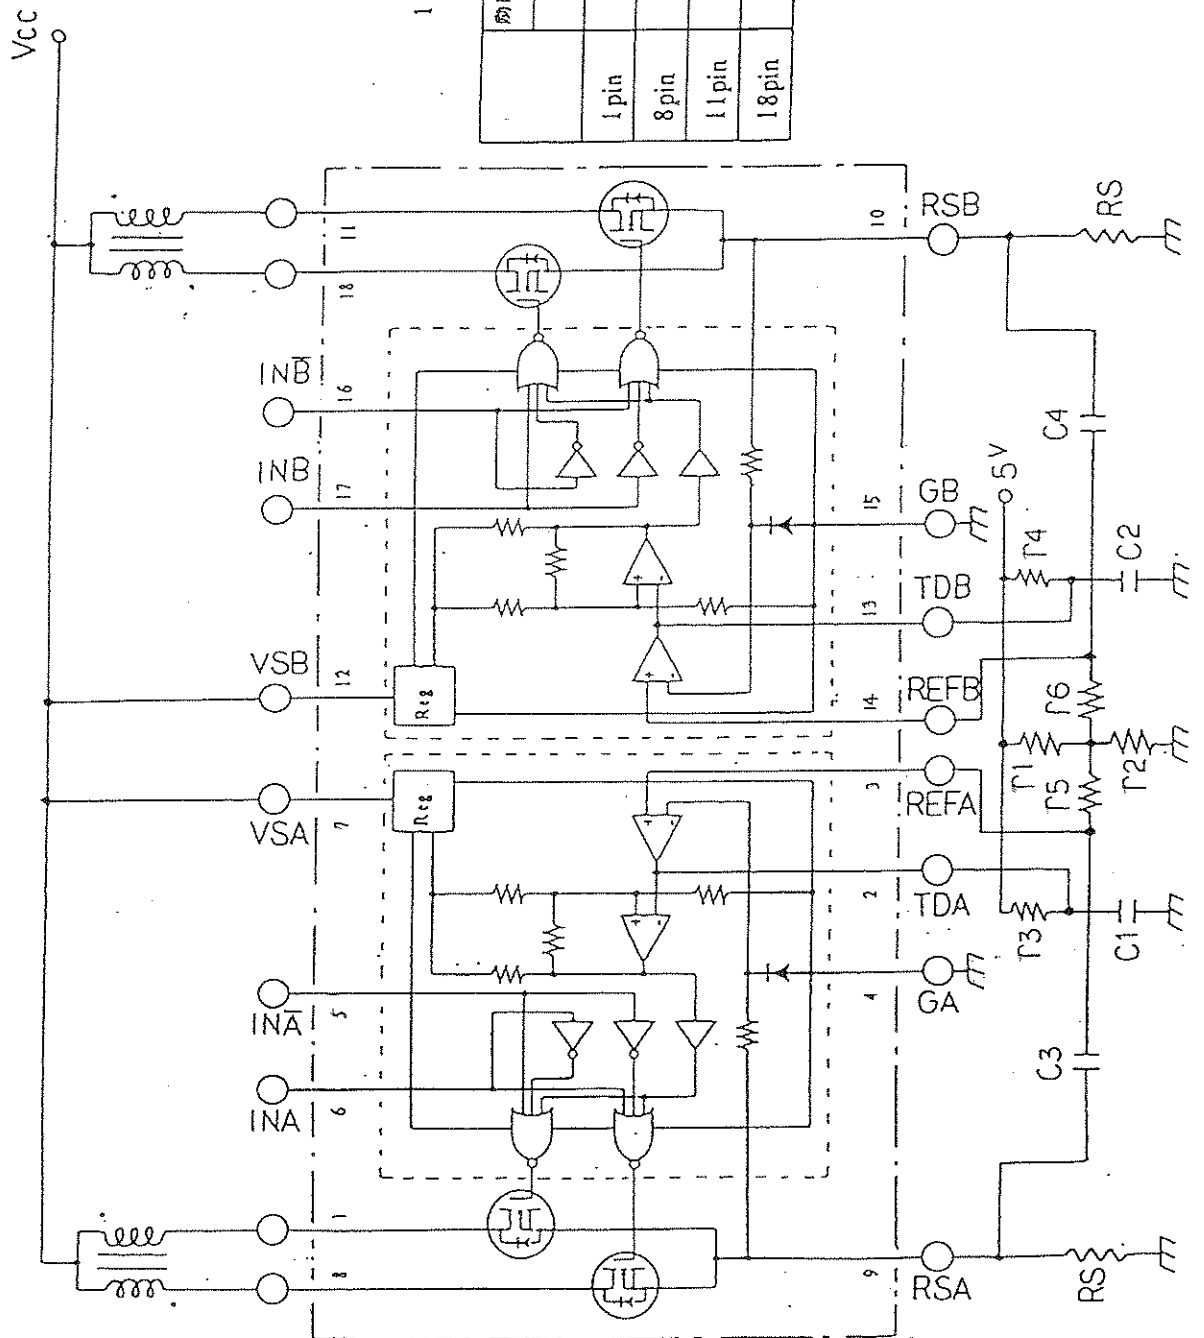 Vcc
1
1pin
8pin
11pin
18pin
11
18
IN𝐵̅
16
INB
17
VSB
12
Reg
10
RSB
RS
C4
5V
15
GB
r4
C2
13
TDB
14
REFB
r6
r1
r2
r5
VSA
7
Reg
3
REFA
2
TDA
r3
C1
INA̅
5
INA
6
4
GA
C3
1
8
9
RSA
RS
+
-
+
-
+
-
+
-